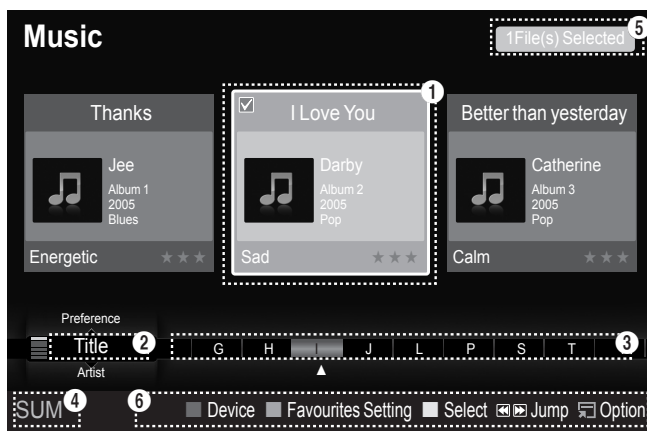 Music
1File(s) Selected
5
1
Thanks
I Love You
Better than yesterday
Jee
Album 1
2005
Blues
Darby
Album 2
2005
Pop
Catherine
Album 3
2005
Pop
Energetic
Sad
Calm
Preference
Title
2
G H I J L P S T
3
Artist
SUM
4
6
Device Favourites Setting Select Jump Option